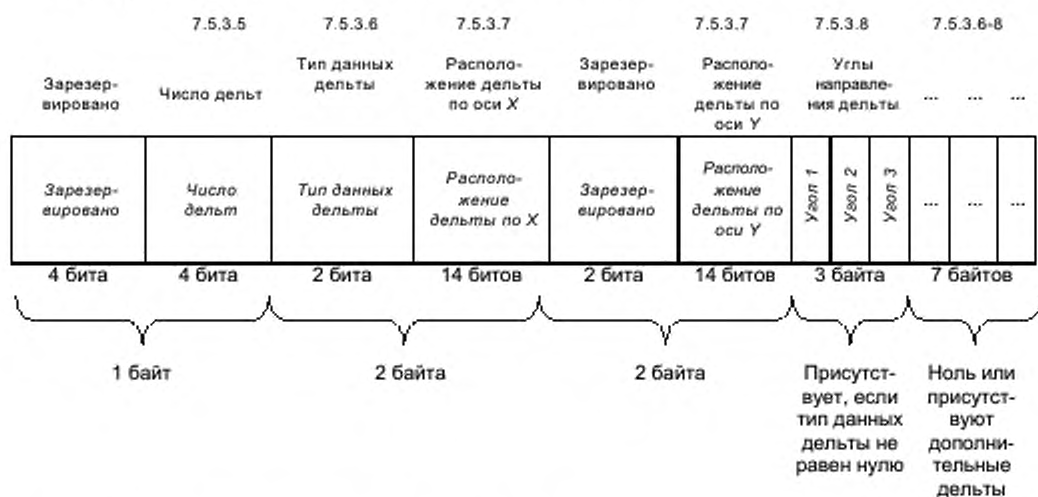 7.5.3.5 7.5.3.6 7.5.3.7 7.5.3.7 7.5.3.8 7.5.3.6-8
Зарезер-
вировано
Число дельт
Тип данных
дельты
Располо-
жение дельты
по оси X
Зарезер-
вировано
Располо-
жение
дельты по
оси Y
Углы
направле-
ния дельты
... ... ...
Зарезер-
вировано
Число
дельт
Тип данных
дельты
Располо-
жение
дельты по X
Зарезер-
вировано
Располо-
жение
дельты по
оси Y
Угол 1
Угол 2
Угол 3
... ... ...
4 бита 4 бита 2 бита 14 битов 2 бита 14 битов 3 байта 7 байтов
1 байт
2 байта
2 байта
Присутст-
вует, если
тип данных
дельты не
равен нулю
Ноль или
присутст-
вуют
дополни-
тельные
дельты